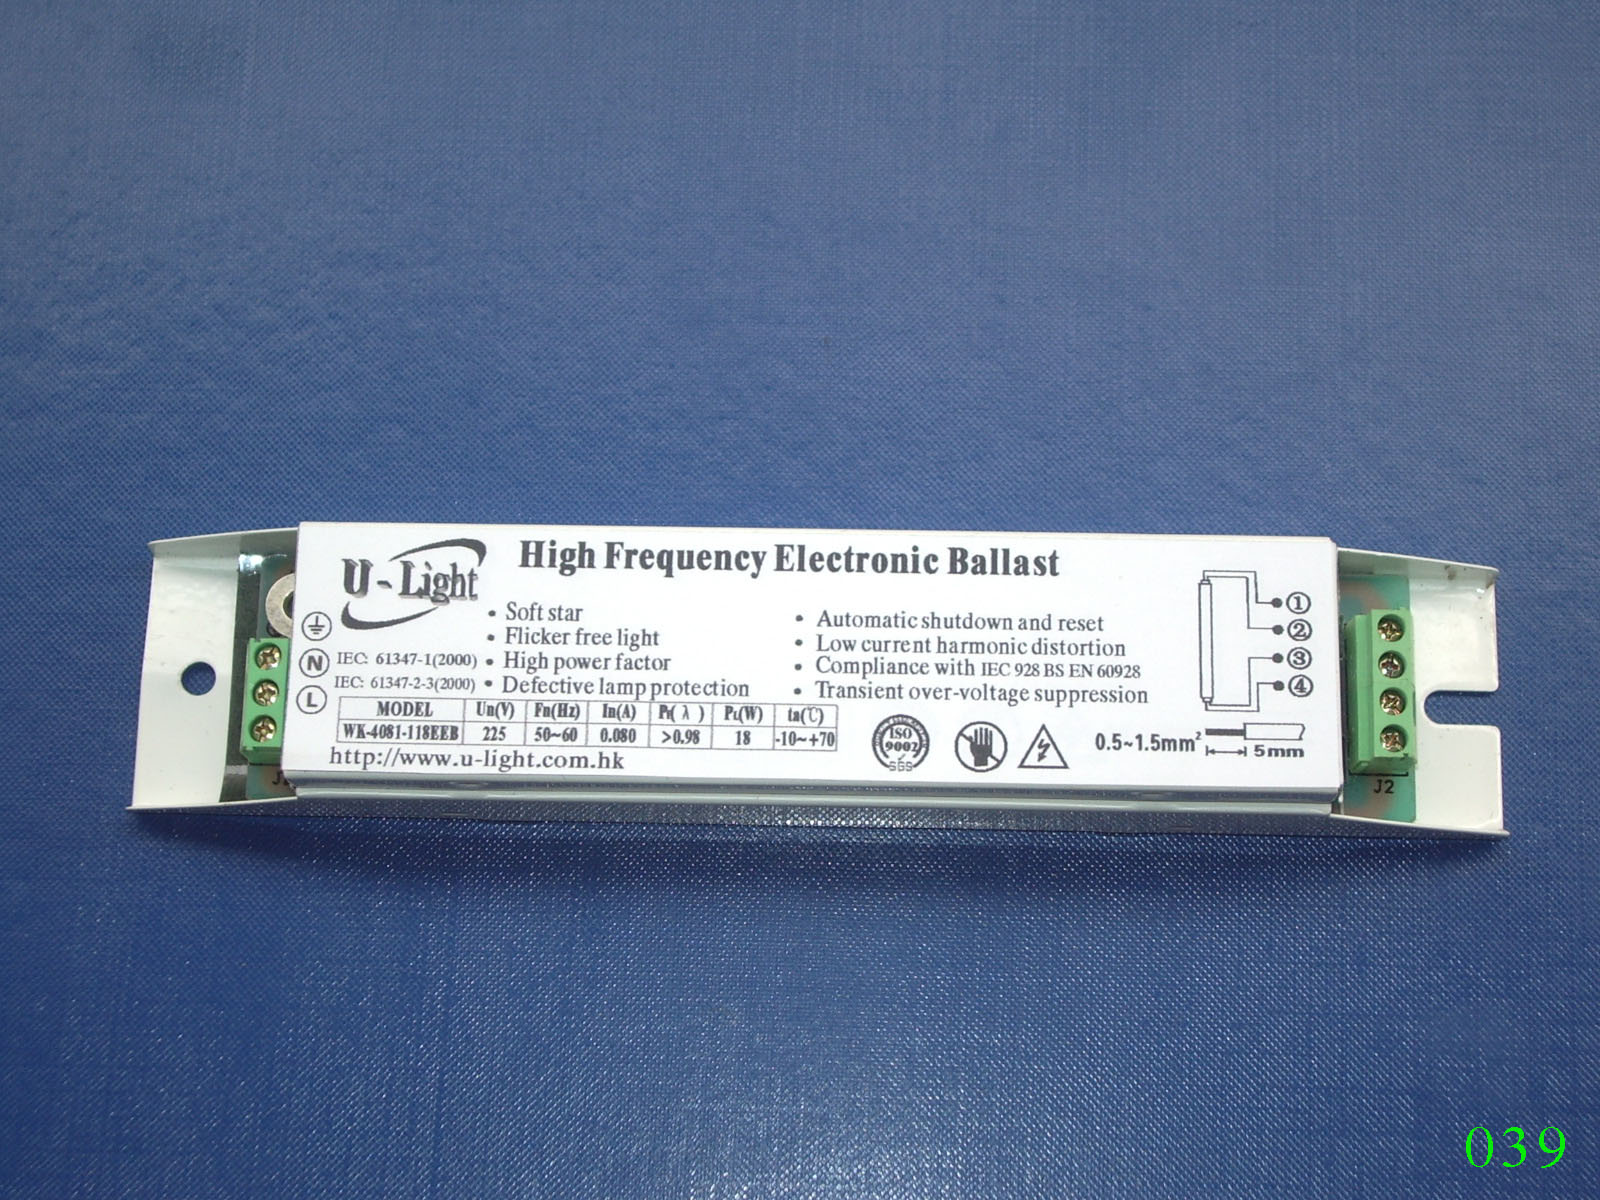 U-Light
High Frequency Electronic Ballast
• Soft star
• Flicker free light
• High power factor
• Defective lamp protection
• Automatic shutdown and reset
• Low current harmonic distortion
• Compliance with IEC 928 BS EN 60928
• Transient over-voltage suppression
N IEC: 61347-1(2000)
L IEC: 61347-2-3(2000)
MODEL Un(V) Fn(Hz) In(A) Pf(λ) PL(W) ta(℃)
WK-4081-118EEB 225 50~60 0.080 >0.98 18 -10~+70
http://www.u-light.com.hk
ISO
9002
SGS
0.5~1.5mm² 5mm
①
②
③
④
J2
039